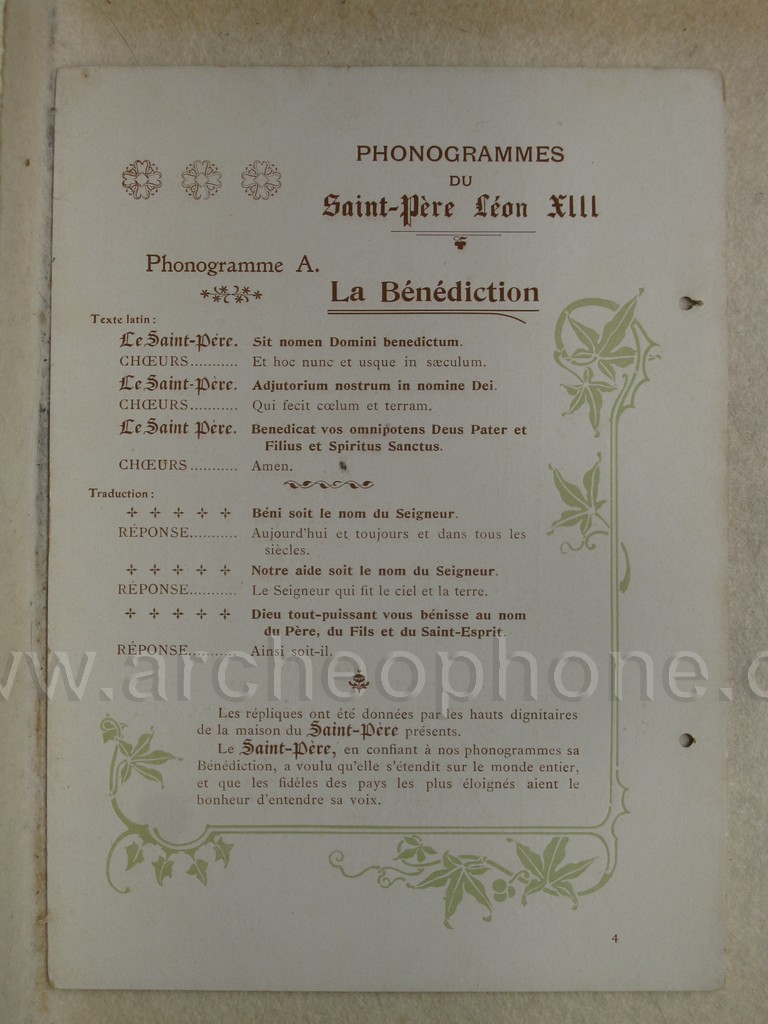 PHONOGRAMMES
DU
Saint-Père Léon XIII
Phonogramme A.
La Bénédiction
Texte latin :
Le Saint-Père. Sit nomen Domini benedictum.
CHŒURS........... Et hoc nunc et usque in sæculum.
Le Saint-Père. Adjutorium nostrum in nomine Dei.
CHŒURS........... Qui fecit cœlum et terram.
Le Saint Père. Benedicat vos omnipotens Deus Pater et
Filius et Spiritus Sanctus.
CHŒURS........... Amen.
Traduction :
Béni soit le nom du Seigneur.
RÉPONSE........... Aujourd'hui et toujours et dans tous les
siècles.
Notre aide soit le nom du Seigneur.
RÉPONSE........... Le Seigneur qui fit le ciel et la terre.
Dieu tout-puissant vous bénisse au nom
du Père, du Fils et du Saint-Esprit.
RÉPONSE........... Ainsi soit-il.
www.archeophone.o
Les répliques ont été données par les hauts dignitaires
de la maison du Saint-Père présents.
Le Saint-Père, en confiant à nos phonogrammes sa
Bénédiction, a voulu qu'elle s'étendit sur le monde entier,
et que les fidèles des pays les plus éloignés aient le
bonheur d'entendre sa voix.
4